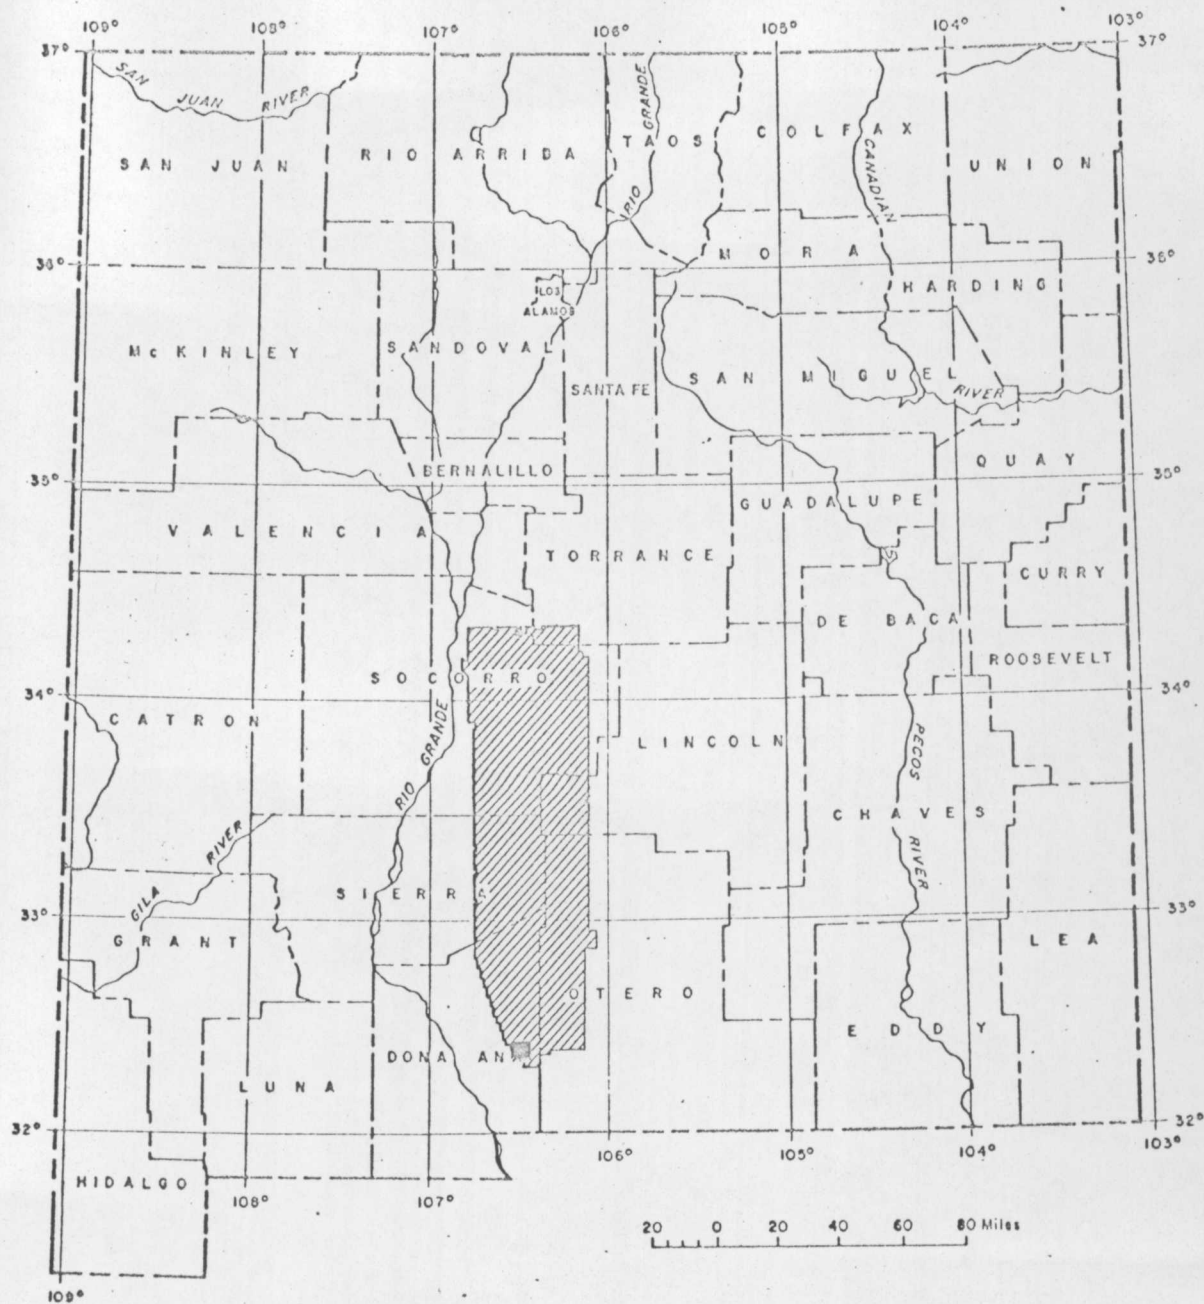 109° 108° 107° 106° 105° 104° 103°
37° 37°
SAN JUAN RIVER
RIO GRANDE
TAOS COLFAX
SAN JUAN RIO ARRIDA UNION
CANADIAN
MORA
36° 36°
LOS ALAMOS
HARDING
McKINLEY SANDOVAL
SANTA FE SAN MIGUEL
RIVER
BERNALILLO QUAY
35° 35°
GUADALUPE
VALENCIA TORRANCE
CURRY
DE BACA
ROOSEVELT
SOCORRO
34° 34°
CATRON LINCOLN
RIO GRANDE
PECOS RIVER
CHAVES
GILA RIVER
SIERR
33° 33°
GRANT LEA
OTERO
EDDY
DONA AN
LUNA
32° 32°
106° 105° 104° 103°
HIDALGO
108° 107°
20 0 20 40 60 80 Miles
109°